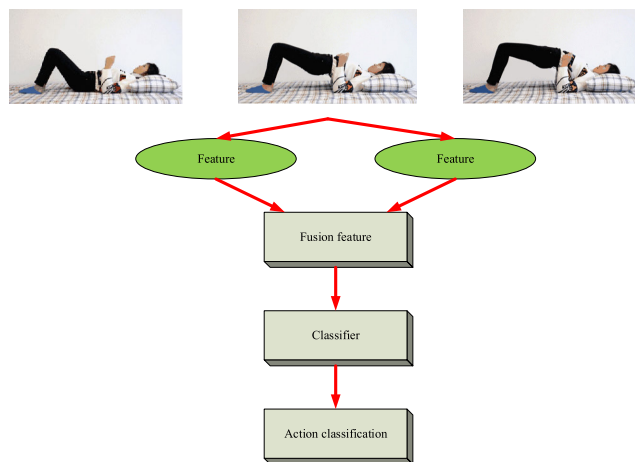 Feature
Feature
Fusion feature
Classifier
Action classification